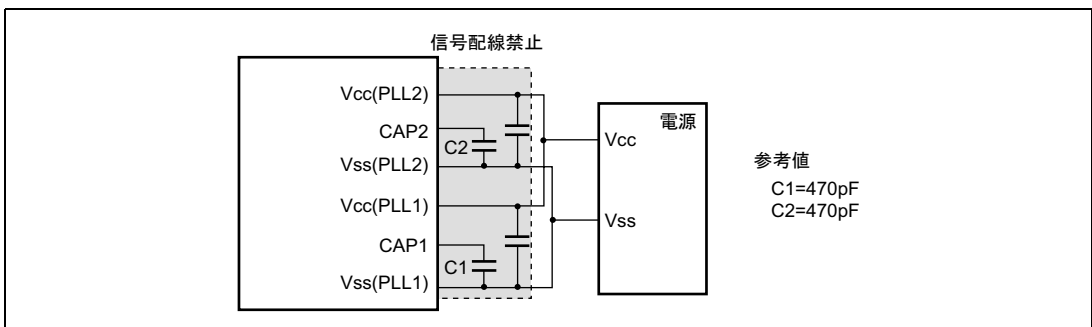 信号配線禁止
Vcc(PLL2)
CAP2
C2
Vss(PLL2)
Vcc(PLL1)
CAP1
C1
Vss(PLL1)
電源
Vcc
Vss
参考値
C1=470pF
C2=470pF